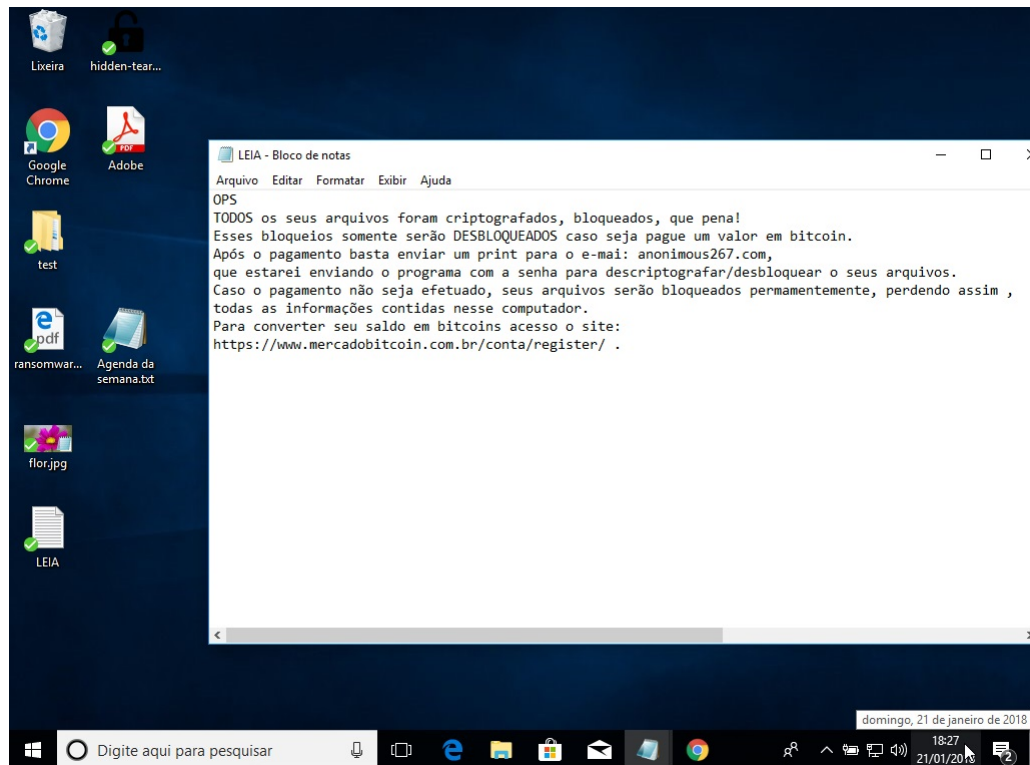 Lixeira
hidden-tear...
Google
Chrome
Adobe
PDF
test
pdf
ransomwar...
Agenda da
semana.txt
flor.jpg
LEIA
LEIA - Bloco de notas
Arquivo Editar Formatar Exibir Ajuda
OPS
TODOS os seus arquivos foram criptografados, bloqueados, que pena!
Esses bloqueios somente serão DESBLOQUEADOS caso seja pague um valor em bitcoin.
Após o pagamento basta enviar um print para o e-mai: anonimous267.com,
que estarei enviando o programa com a senha para descriptografar/desbloquear o seus arquivos.
Caso o pagamento não seja efetuado, seus arquivos serão bloqueados permamentemente, perdendo assim ,
todas as informações contidas nesse computador.
Para converter seu saldo em bitcoins acesso o site:
https://www.mercadobitcoin.com.br/conta/register/ .
domingo, 21 de janeiro de 2018
Digite aqui para pesquisar
18:27
21/01/2018
2